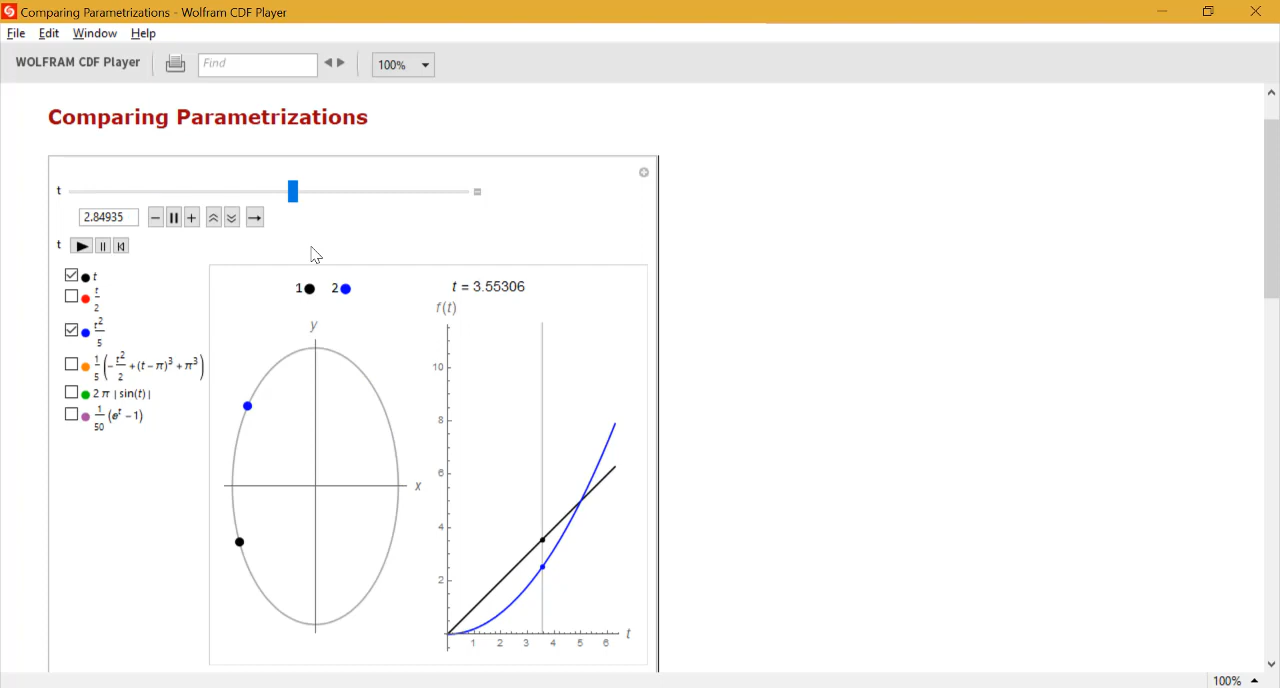 Comparing Parametrizations - Wolfram CDF Player
File Edit Window Help
WOLFRAM CDF Player Find 100%
Comparing Parametrizations
t
2.84935
t
t
t/2
t²/5
1/5(-t²/2+(t-π)³+π³)
2 π |sin(t)|
1/50(eᵗ-1)
1 2
t = 3.55306
f(t)
y
x
10
8
6
4
2
1 2 3 4 5 6 t
100%